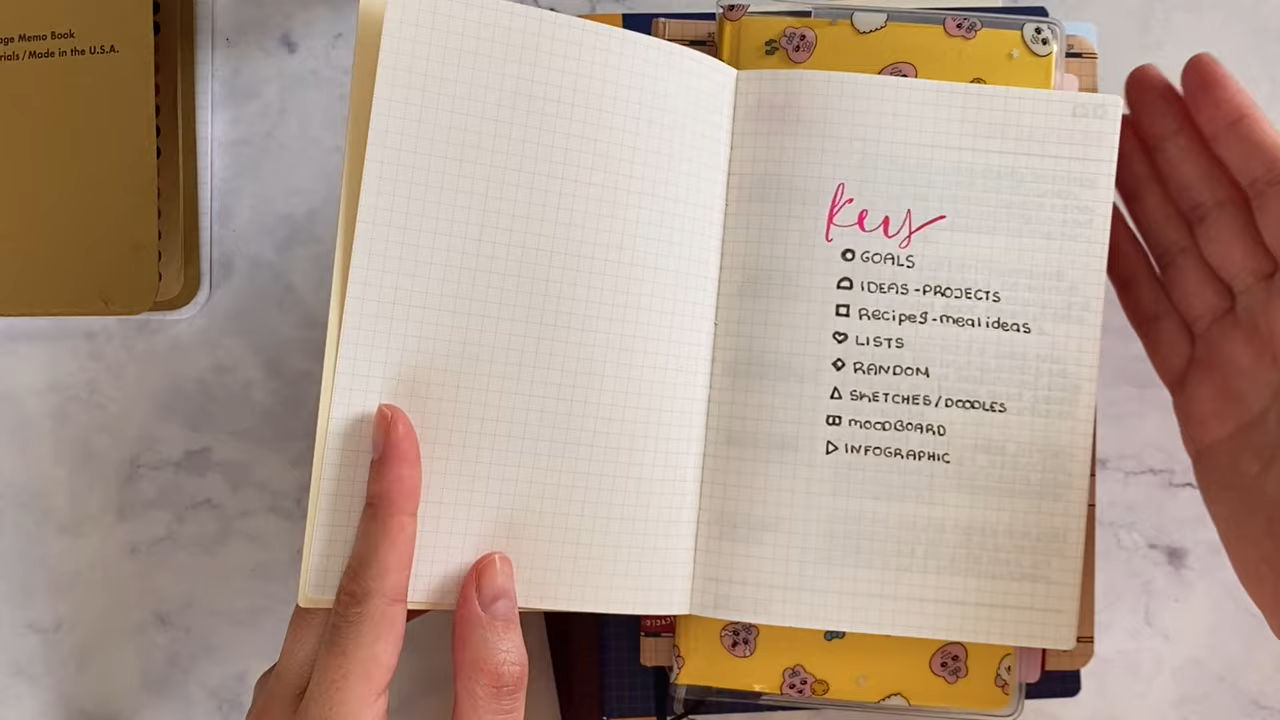 age Memo Book
rials / Made in the U.S.A.
Key
GOALS
IDEAS-PROJECTS
Recipes-meal ideas
LISTS
RANDOM
SKETCHES/DOODLES
MOODBOARD
INFOGRAPHIC